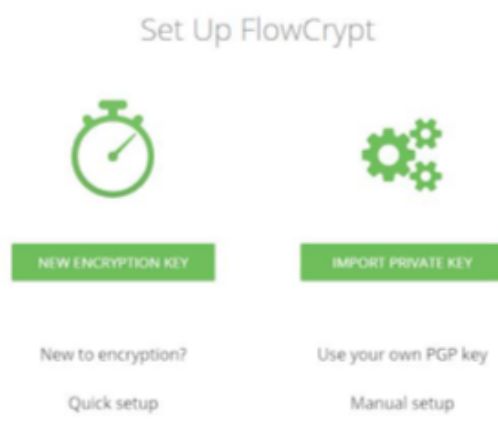 Set Up FlowCrypt
NEW ENCRYPTION KEY
IMPORT PRIVATE KEY
New to encryption?
Use your own PGP key
Quick setup
Manual setup